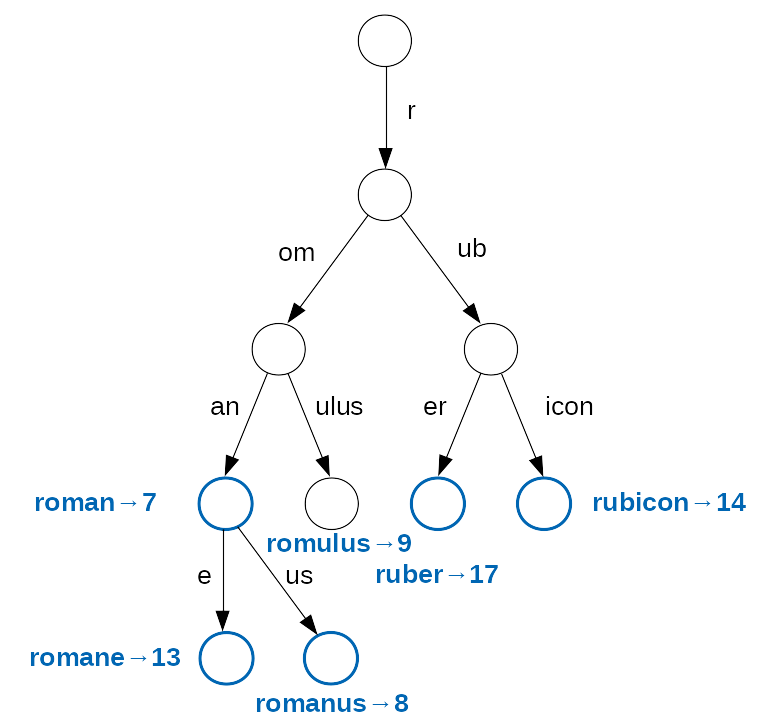 r
om
ub
an
ulus
er
icon
roman→7
rubicon→14
romulus→9
ruber→17
e
us
romane→13
romanus→8